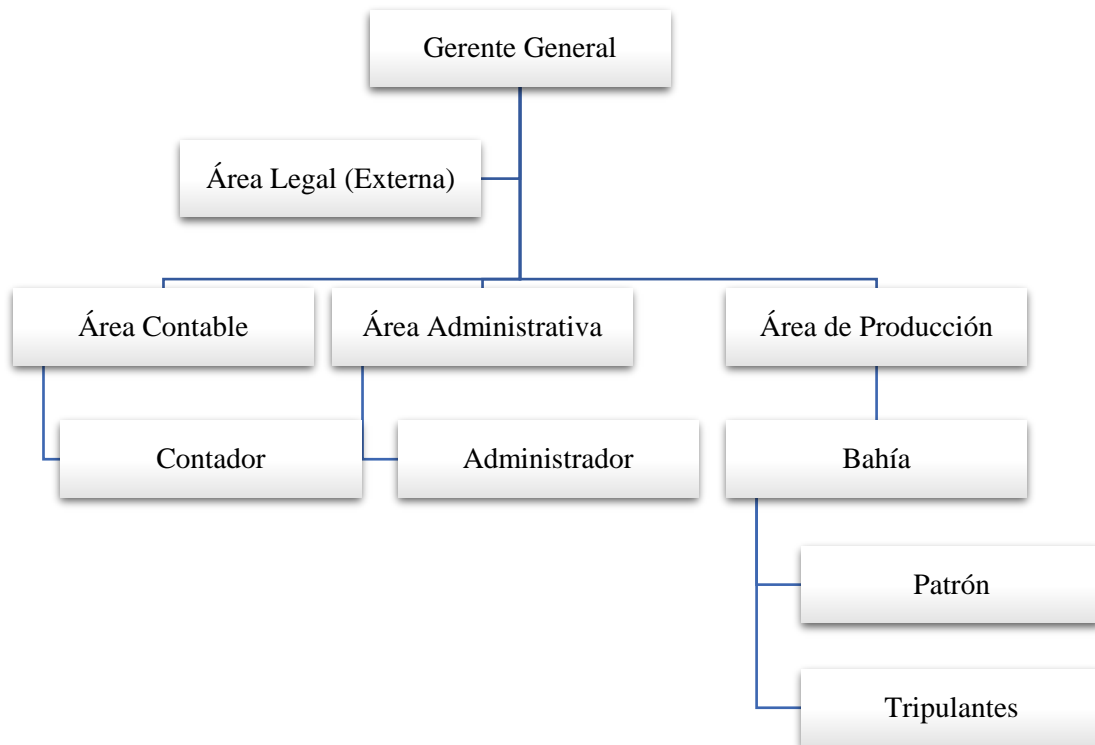 Gerente General
Área Legal (Externa)
Área Contable
Área Administrativa
Área de Producción
Contador
Administrador
Bahía
Patrón
Tripulantes